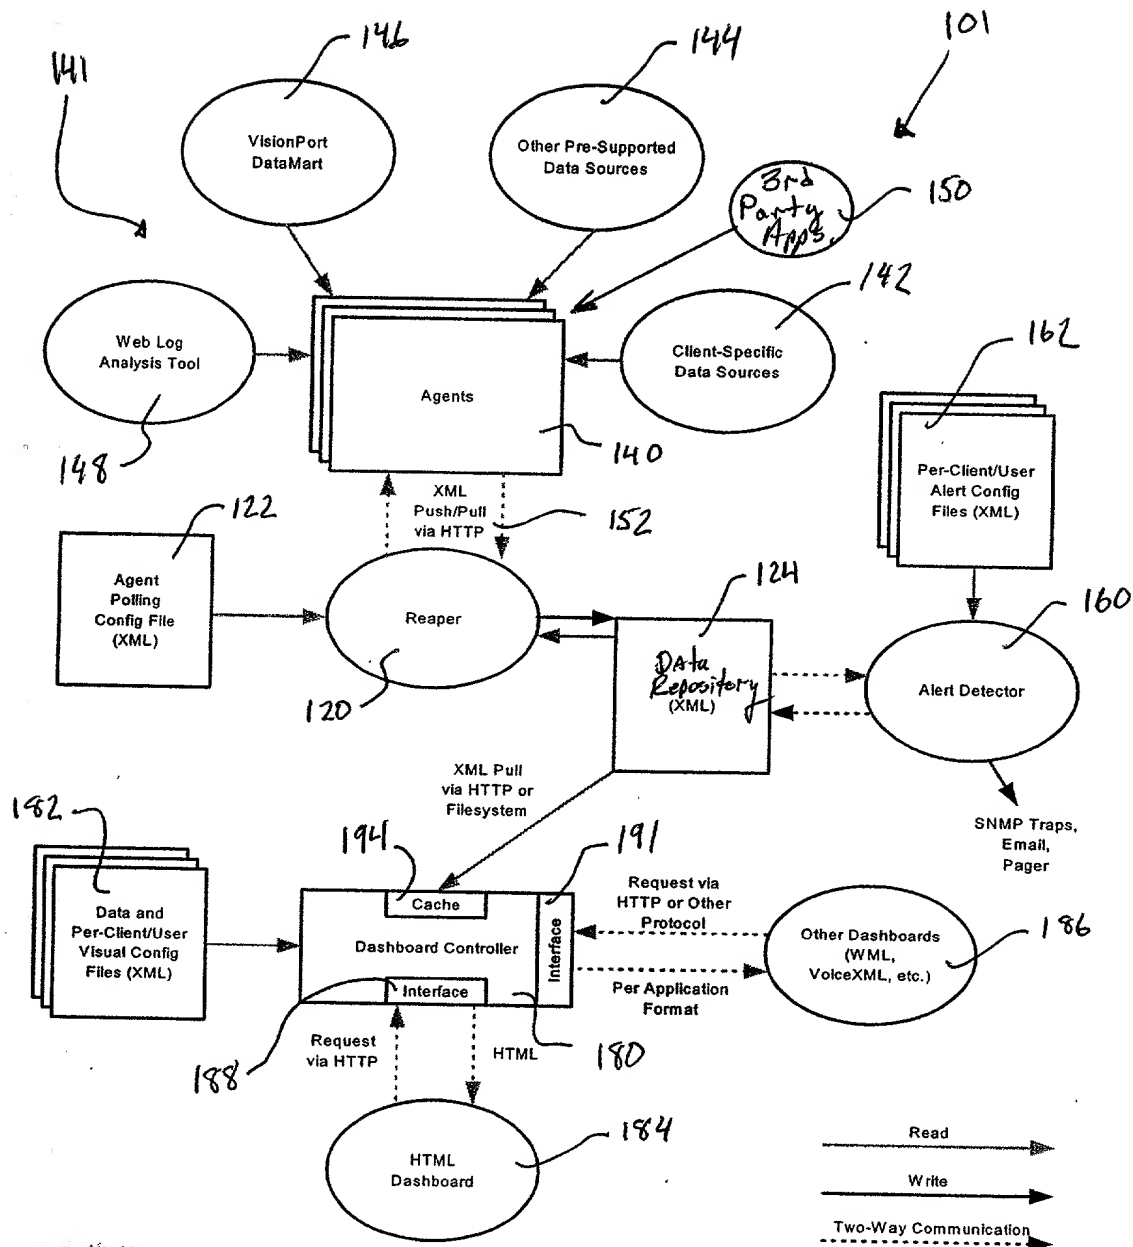 101
146
144
141
VisionPort
DataMart
Other Pre-Supported
Data Sources
3rd
Party
Apps.
150
142
Web Log
Analysis Tool
Client-Specific
Data Sources
162
Agents
148
140
Per-Client/User
Alert Config
Files (XML)
XML
Push/Pull
via HTTP
122
152
124
160
Agent
Polling
Config File
(XML)
Reaper
120
DAta
Repository
(XML)
Alert Detector
XML Pull
via HTTP or
Filesystem
SNMP Traps,
Email,
Pager
182
194
191
Data and
Per-Client/User
Visual Config
Files (XML)
Cache
Dashboard Controller
Interface
Interface
Request via
HTTP or Other
Protocol
Per Application
Format
Other Dashboards
(WML,
VoiceXML, etc.)
186
Request
via HTTP
HTML
188
180
184
HTML
Dashboard
Read
Write
Two-Way Communication